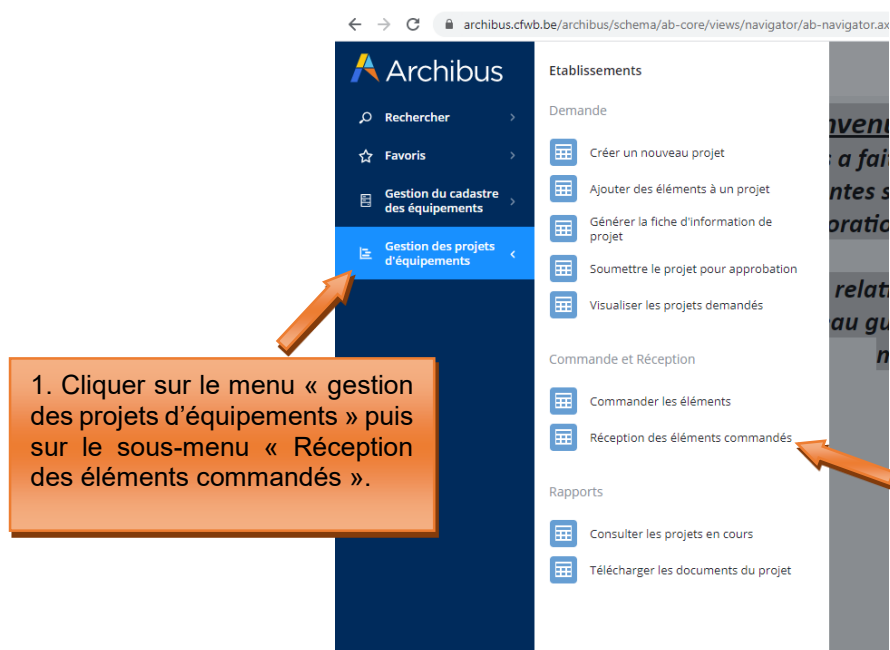 archibus.cfwb.be/archibus/schema/ab-core/views/navigator/ab-navigator.ax
Archibus
Rechercher
Favoris
Gestion du cadastre
des équipements
Gestion des projets
d'équipements
Etablissements
Demande
Créer un nouveau projet
Ajouter des éléments à un projet
Générer la fiche d'information de
projet
Soumettre le projet pour approbation
Visualiser les projets demandés
Commande et Réception
Commander les éléments
Réception des éléments commandés
Rapports
Consulter les projets en cours
Télécharger les documents du projet
1. Cliquer sur le menu « gestion
des projets d’équipements » puis
sur le sous-menu « Réception
des éléments commandés ».